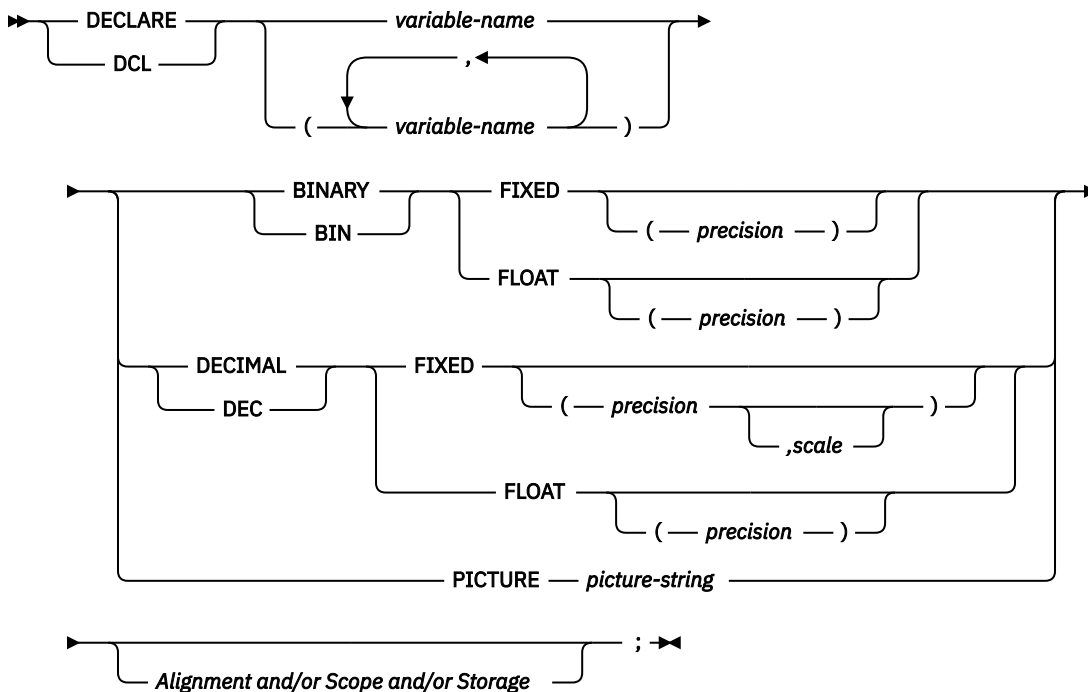 DECLARE variable-name
DCL
,
( variable-name )
BINARY FIXED
BIN ( precision )
FLOAT
( precision )
DECIMAL FIXED
DEC ( precision )
,scale
FLOAT
( precision )
PICTURE picture-string
;
Alignment and/or Scope and/or Storage